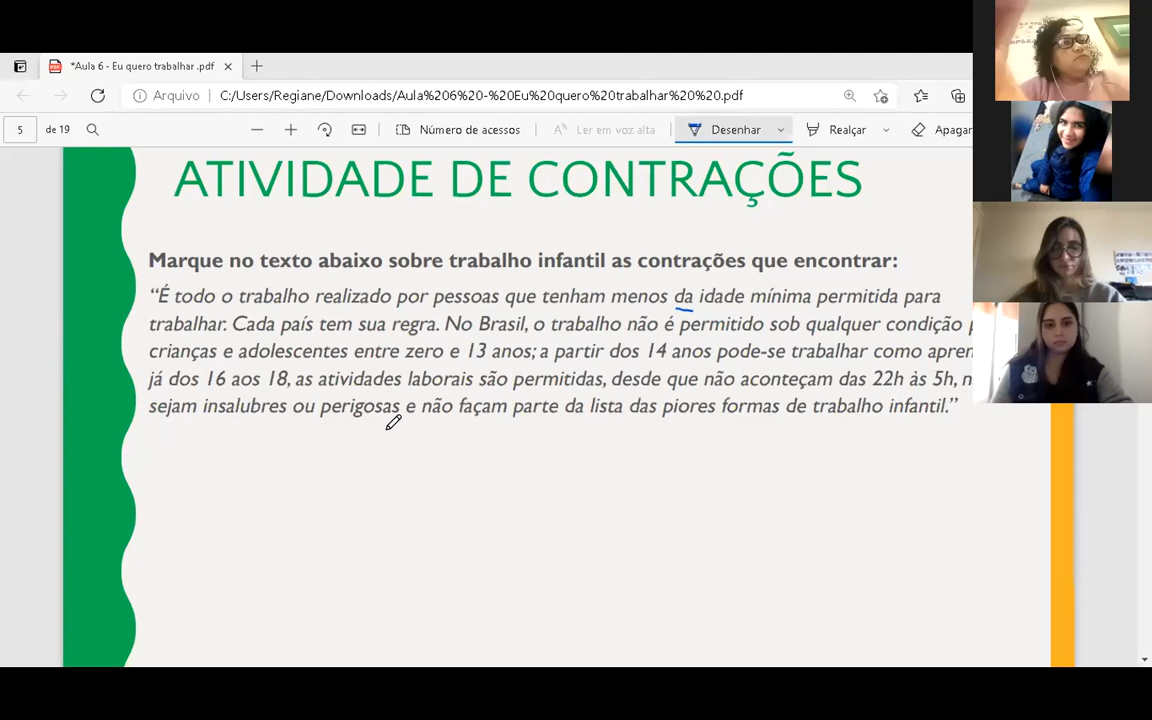 *Aula 6 - Eu quero trabalhar .pdf
Arquivo C:/Users/Regiane/Downloads/Aula%206%20-%20Eu%20quero%20trabalhar%20%20.pdf
5 de 19 Número de acessos Ler em voz alta Desenhar Realçar Apagar
ATIVIDADE DE CONTRAÇÕES
Marque no texto abaixo sobre trabalho infantil as contrações que encontrar:
“É todo o trabalho realizado por pessoas que tenham menos da idade mínima permitida para
trabalhar. Cada país tem sua regra. No Brasil, o trabalho não é permitido sob qualquer condição
crianças e adolescentes entre zero e 13 anos; a partir dos 14 anos pode-se trabalhar como apren
já dos 16 aos 18, as atividades laborais são permitidas, desde que não aconteçam das 22h às 5h,
sejam insalubres ou perigosas e não façam parte da lista das piores formas de trabalho infantil.”